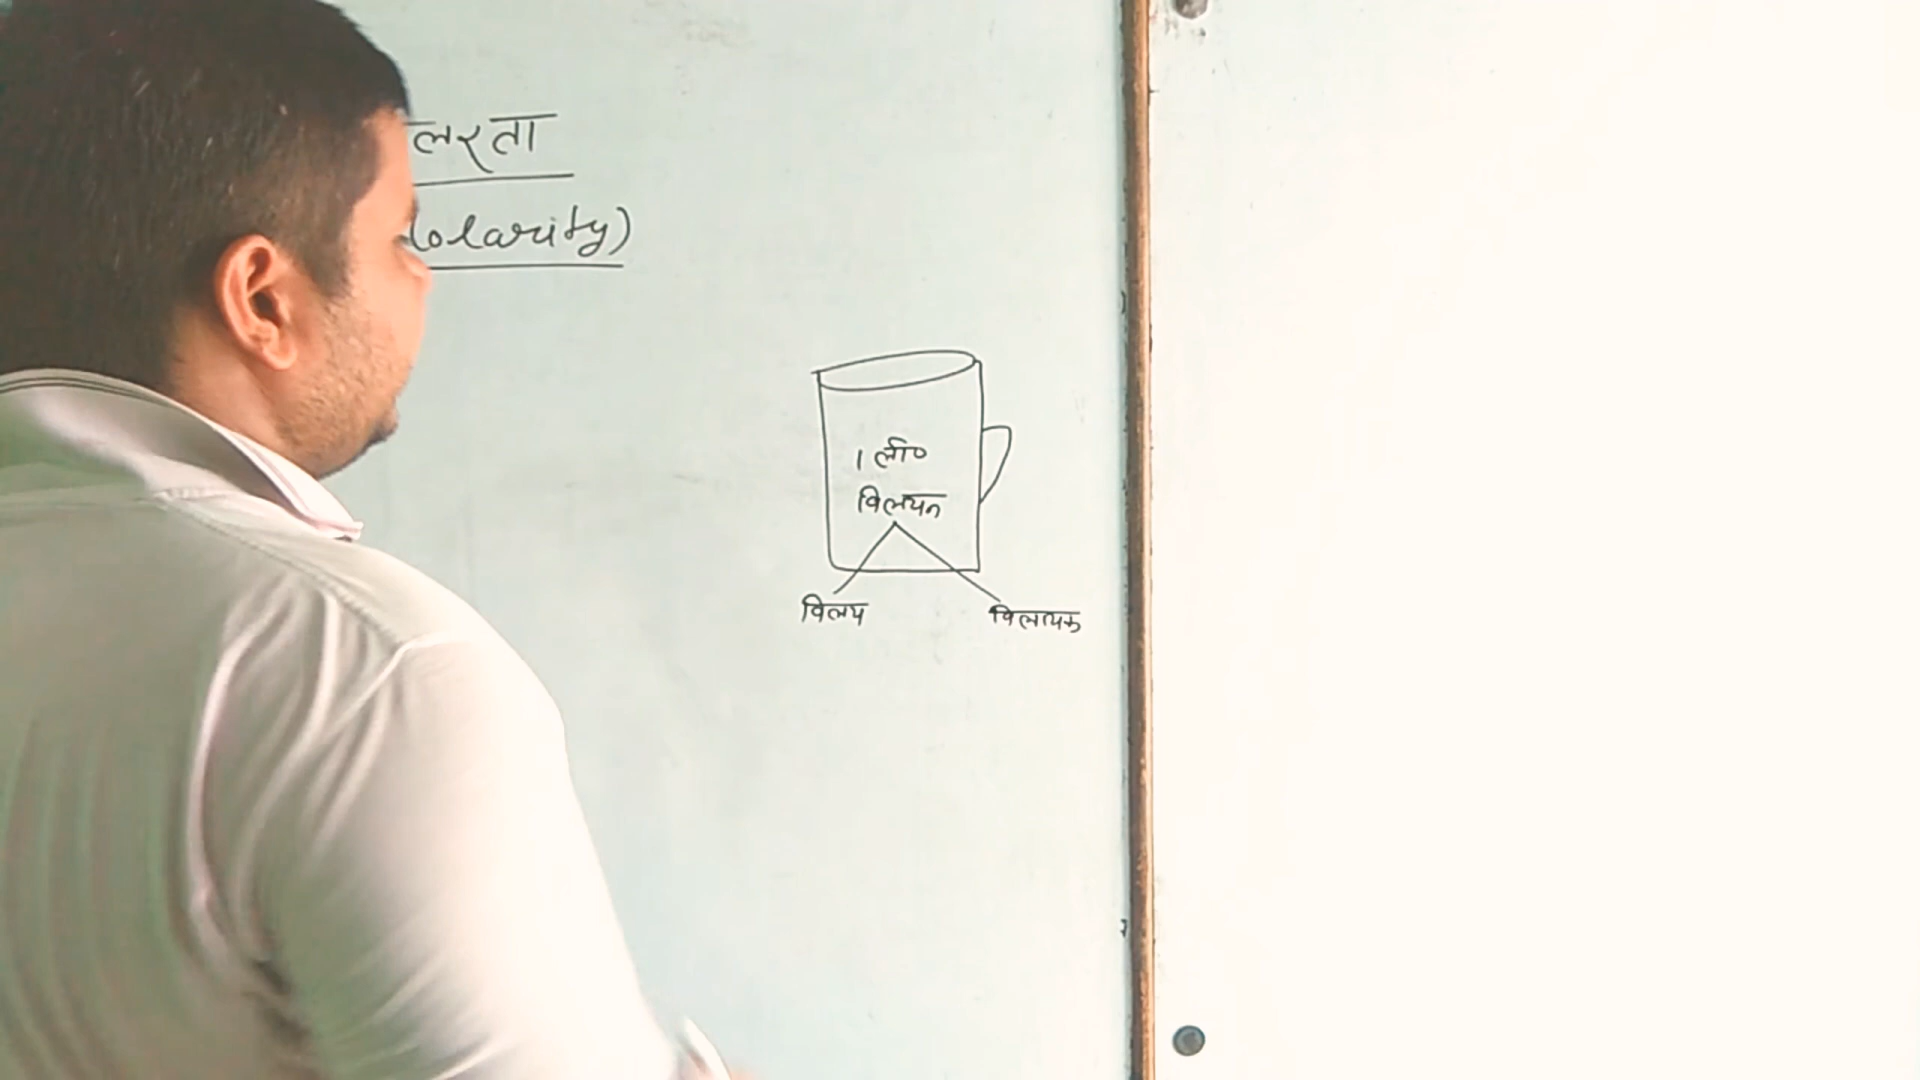 लरता
olarity)
1 ली०
विलयन
विलय
विलायक